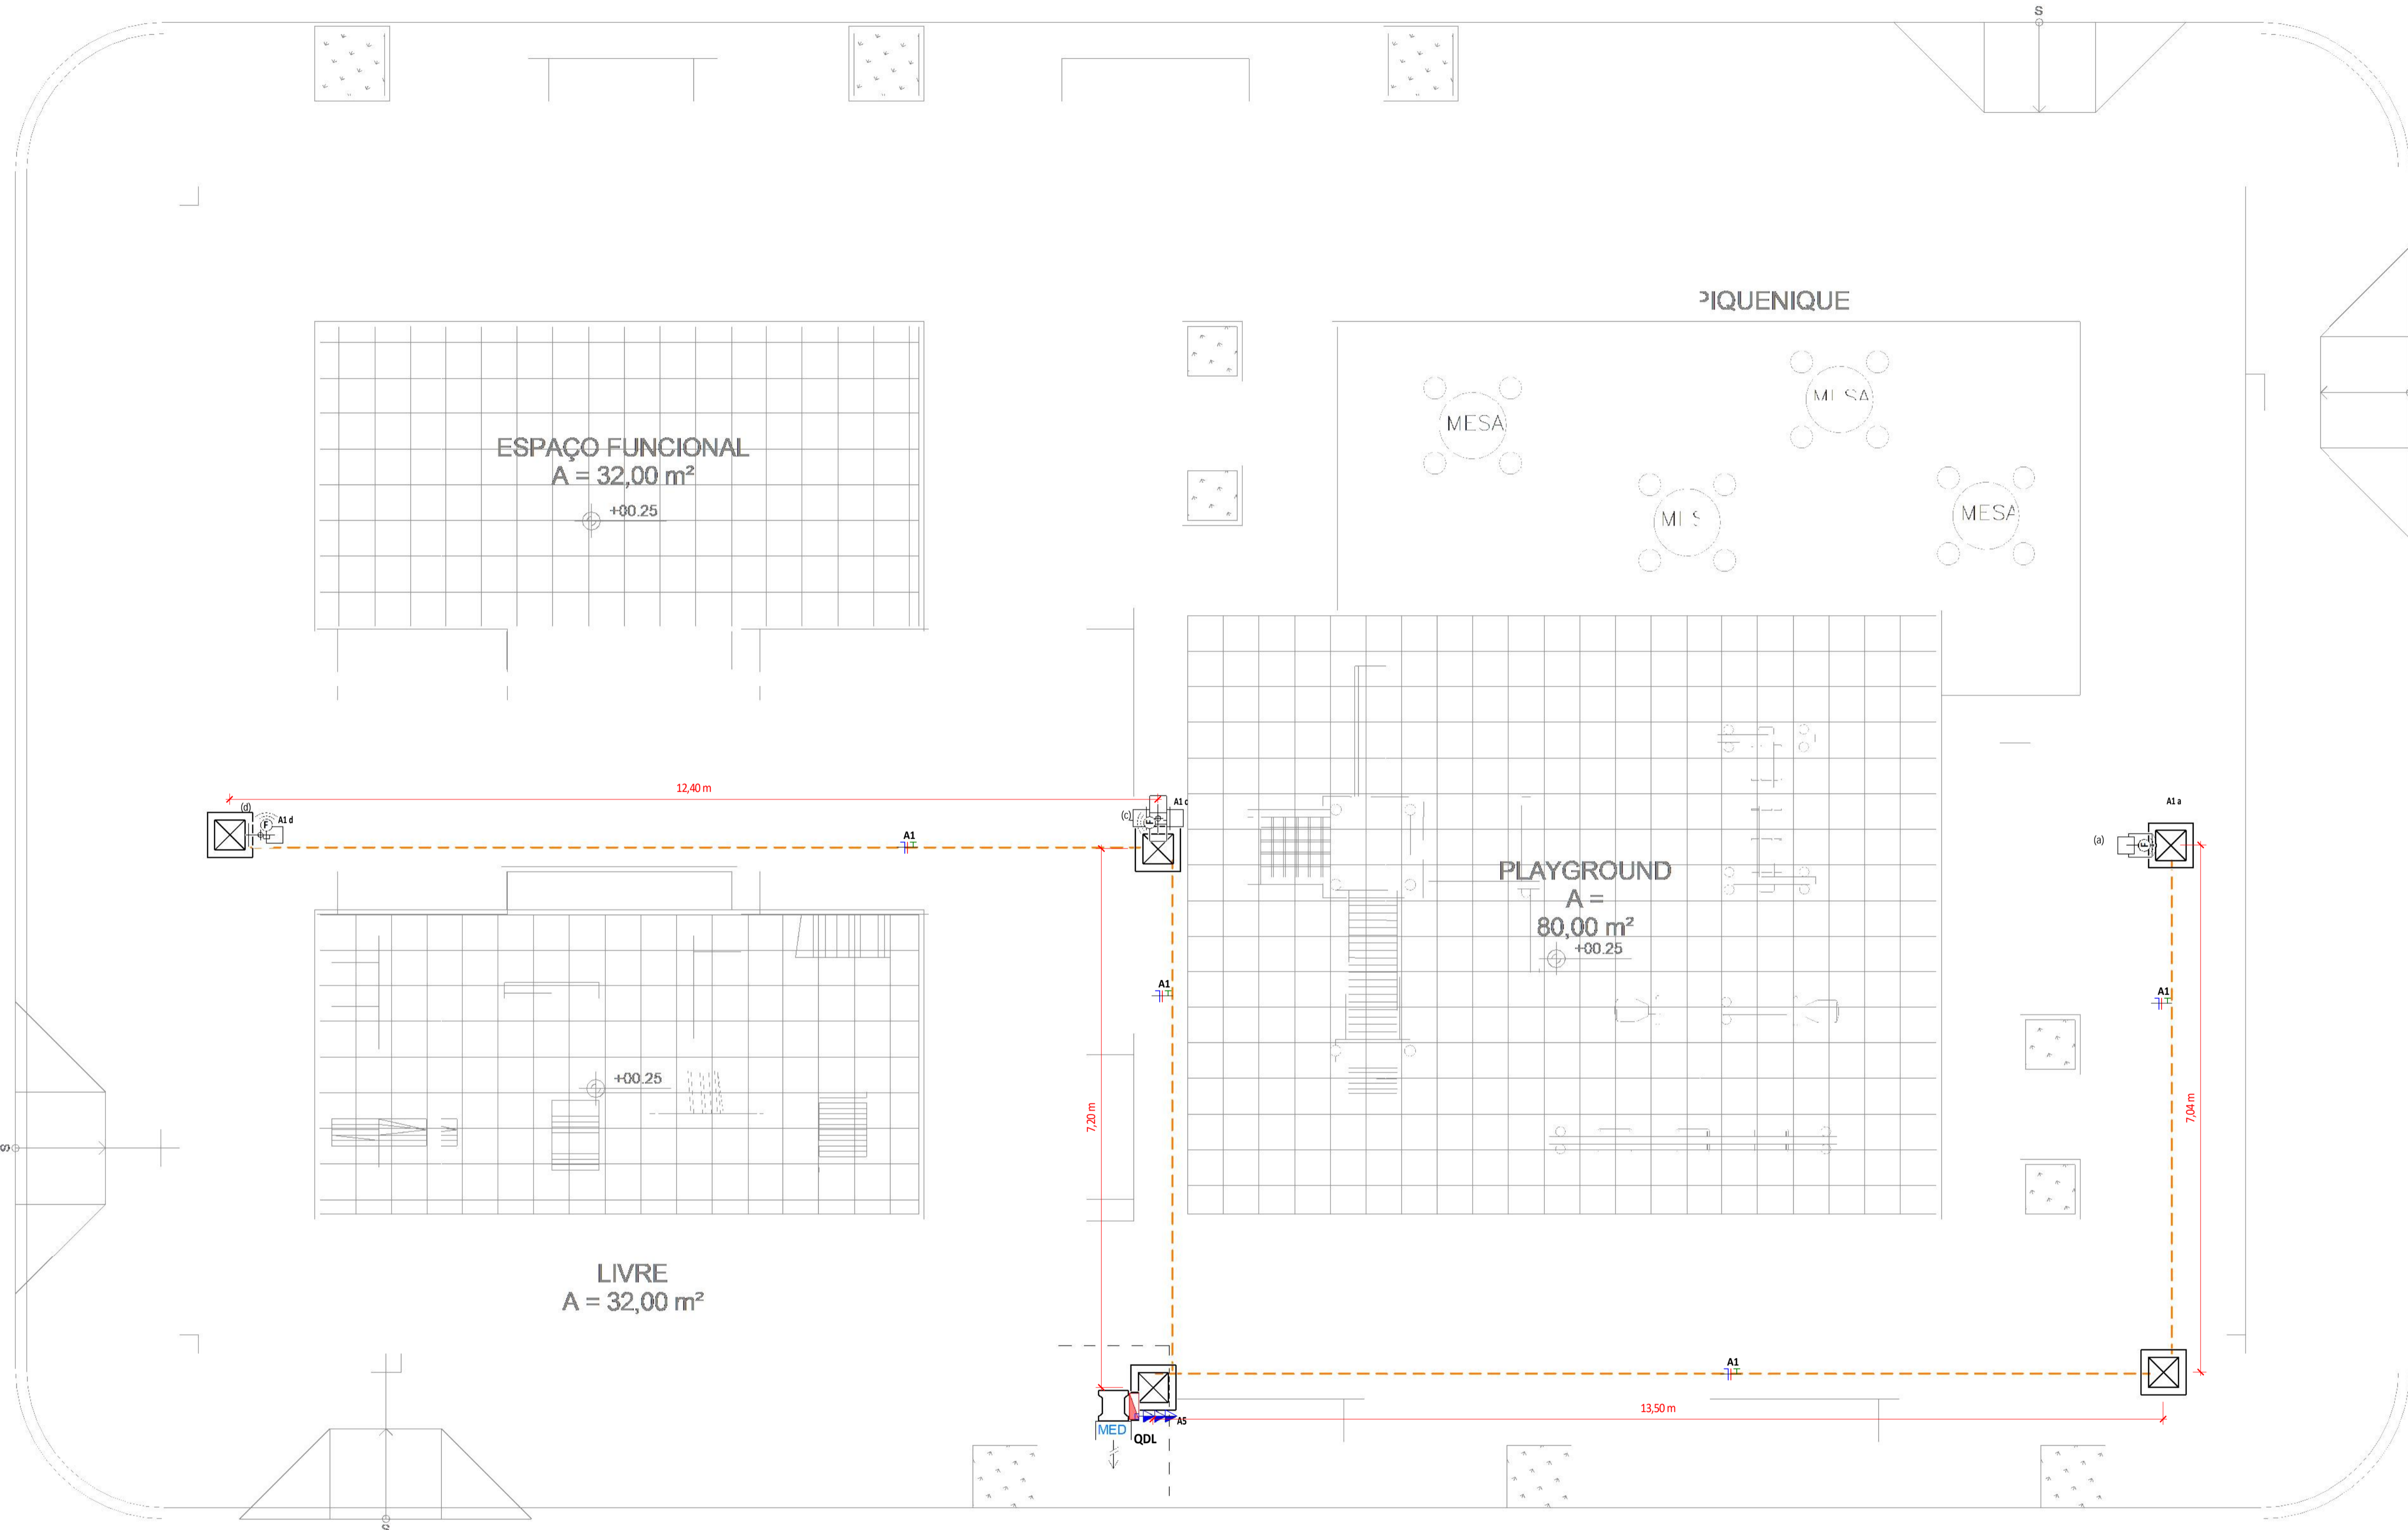 S
PIQUENIQUE
MESA
MESA
MESA
ESPAÇO FUNCIONAL
A = 32,00 m²
+00.25
12,40 m
(d)
F
A1 d
A1
(c)
F
A1 c
A1 a
(a)
F
PLAYGROUND
A =
80,00 m²
+00.25
A1
A1
+00.25
7,20 m
7,04 m
S
LIVRE
A = 32,00 m²
A1
13,50 m
A5
MED
QDL
S